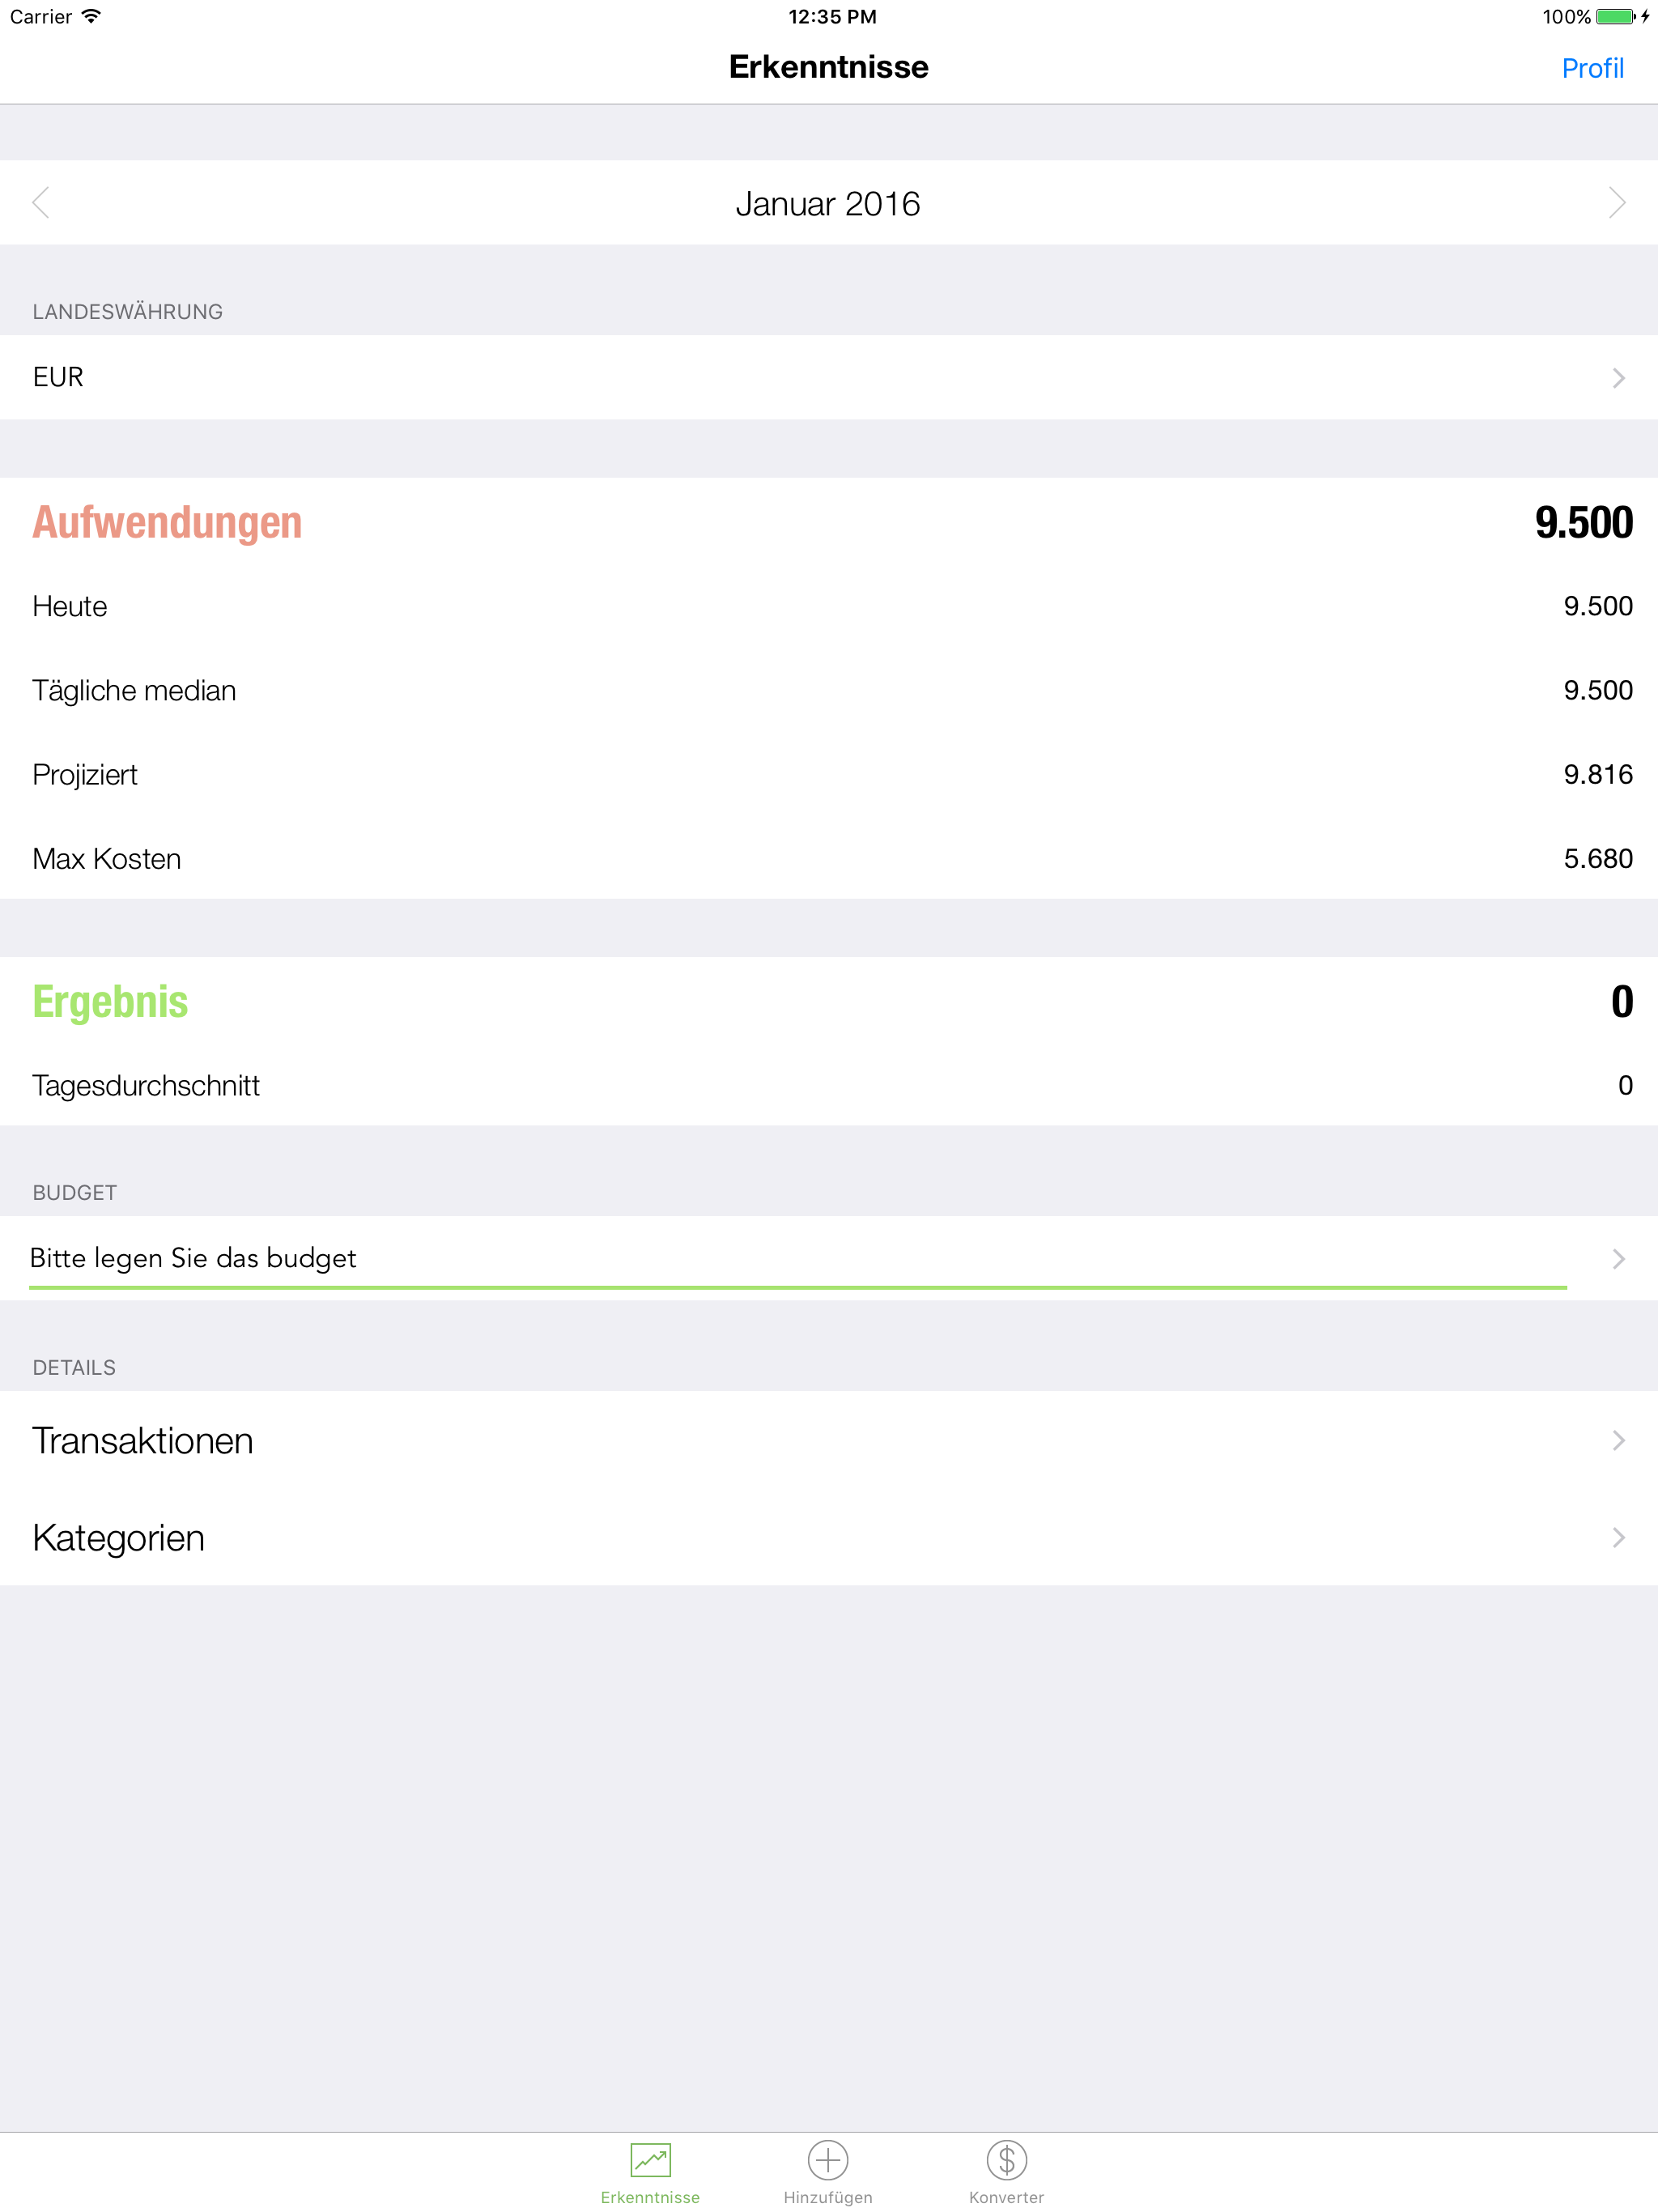 Carrier 12:35 PM 100%
Erkenntnisse Profil
Januar 2016
LANDESWÄHRUNG
EUR
Aufwendungen 9.500
Heute 9.500
Tägliche median 9.500
Projiziert 9.816
Max Kosten 5.680
Ergebnis 0
Tagesdurchschnitt 0
BUDGET
Bitte legen Sie das budget
DETAILS
Transaktionen
Kategorien
Erkenntnisse Hinzufügen Konverter